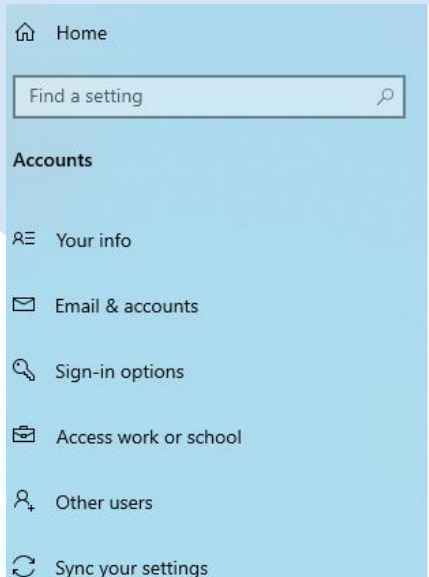 Home
Find a setting
Accounts
Your info
Email & accounts
Sign-in options
Access work or school
Other users
Sync your settings